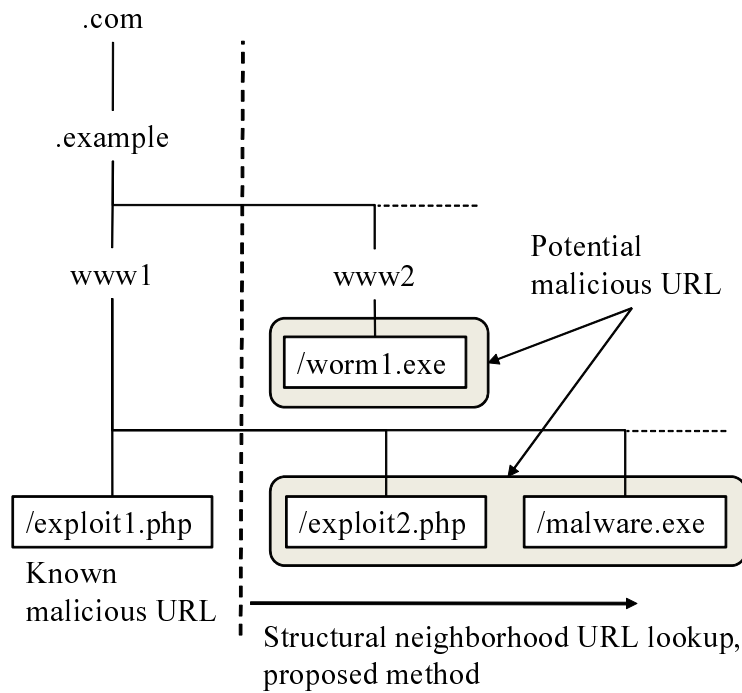 .com
.example
www1
www2
Potential
malicious URL
/worm1.exe
/exploit1.php
/exploit2.php
/malware.exe
Known
malicious URL
Structural neighborhood URL lookup,
proposed method